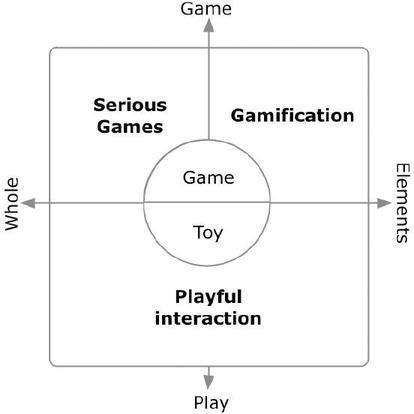 Game
Serious
Games
Gamification
Game
Whole
Elements
Toy
Playful
interaction
Play